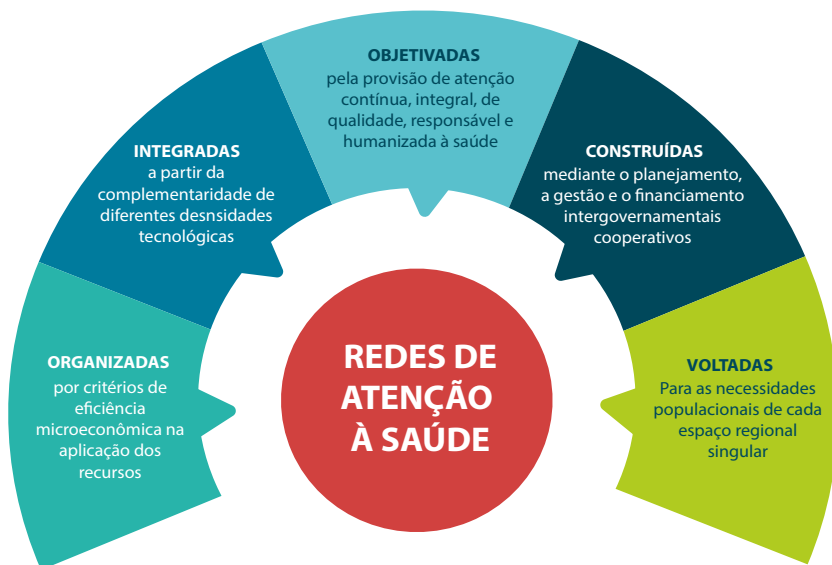 ORGANIZADAS
por critérios de
eficiência
microeconômica na
aplicação dos
recursos
INTEGRADAS
a partir da
complementaridade de
diferentes desnsidades
tecnológicas
OBJETIVADAS
pela provisão de atenção
contínua, integral, de
qualidade, responsável e
humanizada à saúde
CONSTRUÍDAS
mediante o planejamento,
a gestão e o financiamento
intergovernamentais
cooperativos
VOLTADAS
Para as necessidades
populacionais de cada
espaço regional
singular
REDES DE
ATENÇÃO
À SAÚDE